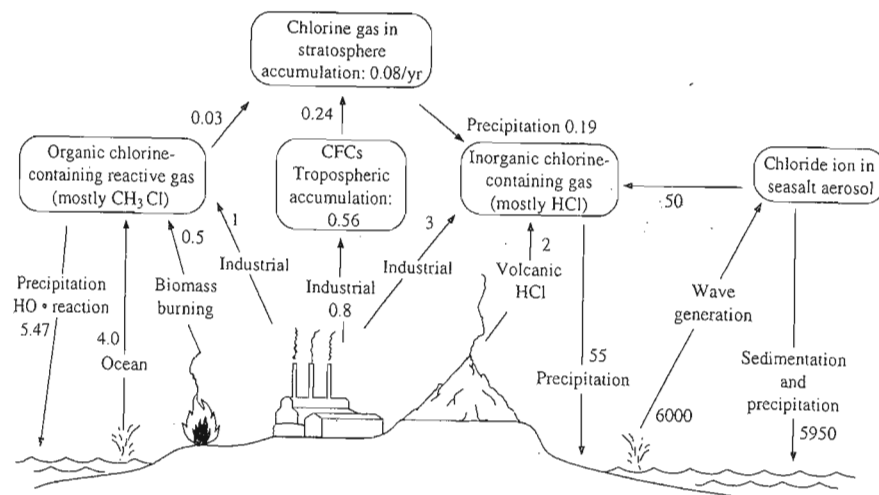 Chlorine gas in
stratosphere
accumulation: 0.08/yr
0.03
0.24
Precipitation 0.19
Organic chlorine-
containing reactive gas
(mostly CH₃Cl)
CFCs
Tropospheric
accumulation:
0.56
Inorganic chlorine-
containing gas
(mostly HCl)
Chloride ion in
seasalt aerosol
50
1
0.5
3
2
Precipitation
HO • reaction
5.47
4.0
Ocean
Biomass
burning
Industrial
Industrial
0.8
Industrial
Volcanic
HCl
55
Precipitation
Wave
generation
6000
Sedimentation
and
precipitation
5950